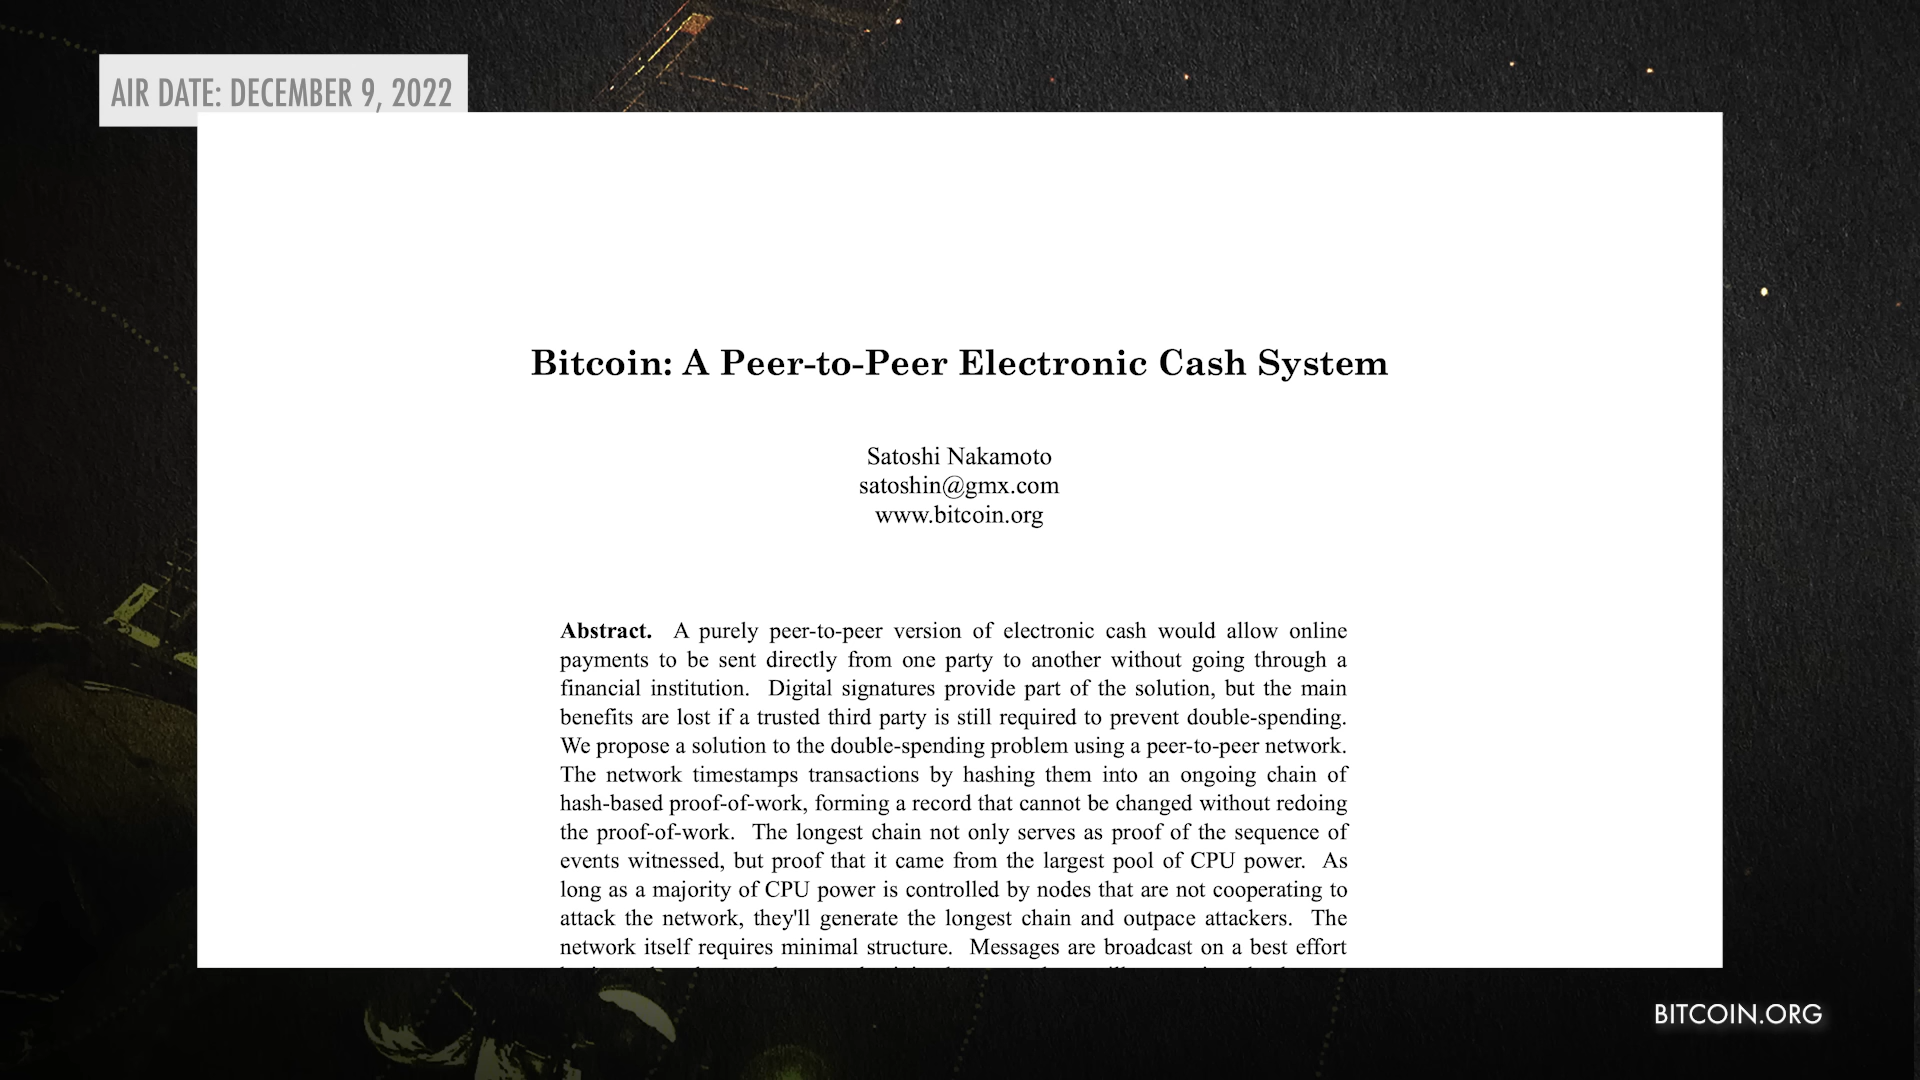 AIR DATE: DECEMBER 9, 2022
Bitcoin: A Peer-to-Peer Electronic Cash System
Satoshi Nakamoto
satoshin@gmx.com
www.bitcoin.org
Abstract. A purely peer-to-peer version of electronic cash would allow online
payments to be sent directly from one party to another without going through a
financial institution. Digital signatures provide part of the solution, but the main
benefits are lost if a trusted third party is still required to prevent double-spending.
We propose a solution to the double-spending problem using a peer-to-peer network.
The network timestamps transactions by hashing them into an ongoing chain of
hash-based proof-of-work, forming a record that cannot be changed without redoing
the proof-of-work. The longest chain not only serves as proof of the sequence of
events witnessed, but proof that it came from the largest pool of CPU power. As
long as a majority of CPU power is controlled by nodes that are not cooperating to
attack the network, they'll generate the longest chain and outpace attackers. The
network itself requires minimal structure. Messages are broadcast on a best effort
BITCOIN.ORG